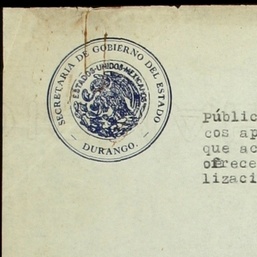 SECRETARIA DE GOBIERNO DEL ESTADO
ESTADOS·UNIDOS·MEXICANOS
— DURANGO. —
Públic
cos ap
que ac
ofrece
lizaci